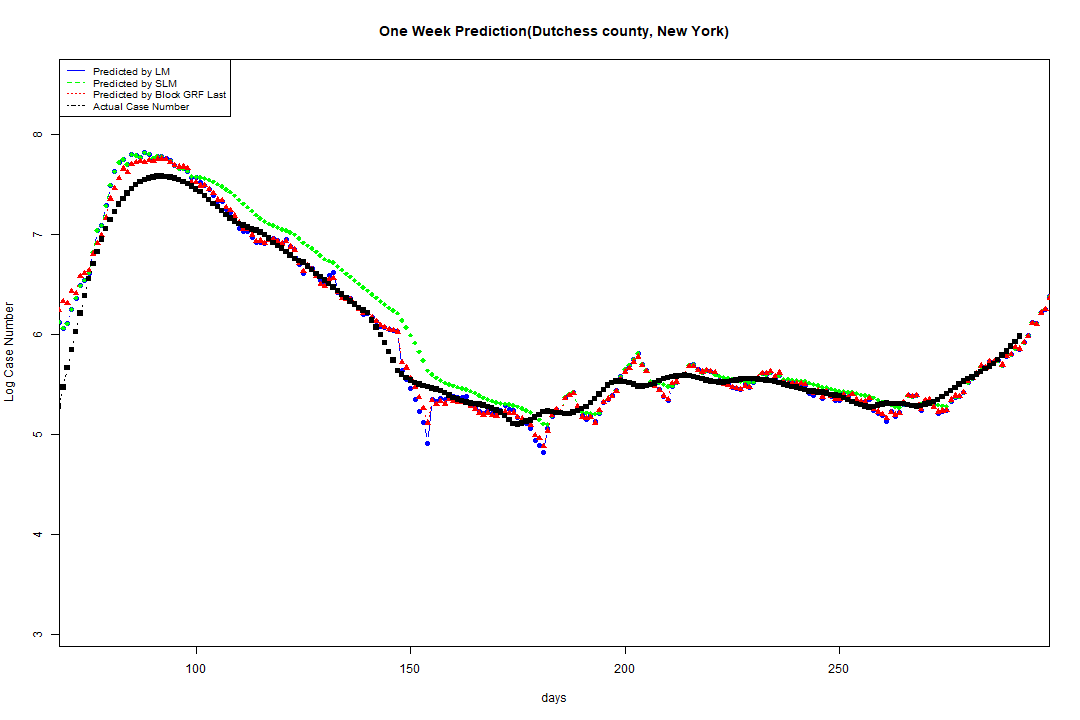 One Week Prediction(Dutchess county, New York)
Predicted by LM
Predicted by SLM
Predicted by Block GRF Last
Actual Case Number
8
7
6
5
4
3
Log Case Number
100 150 200 250
days